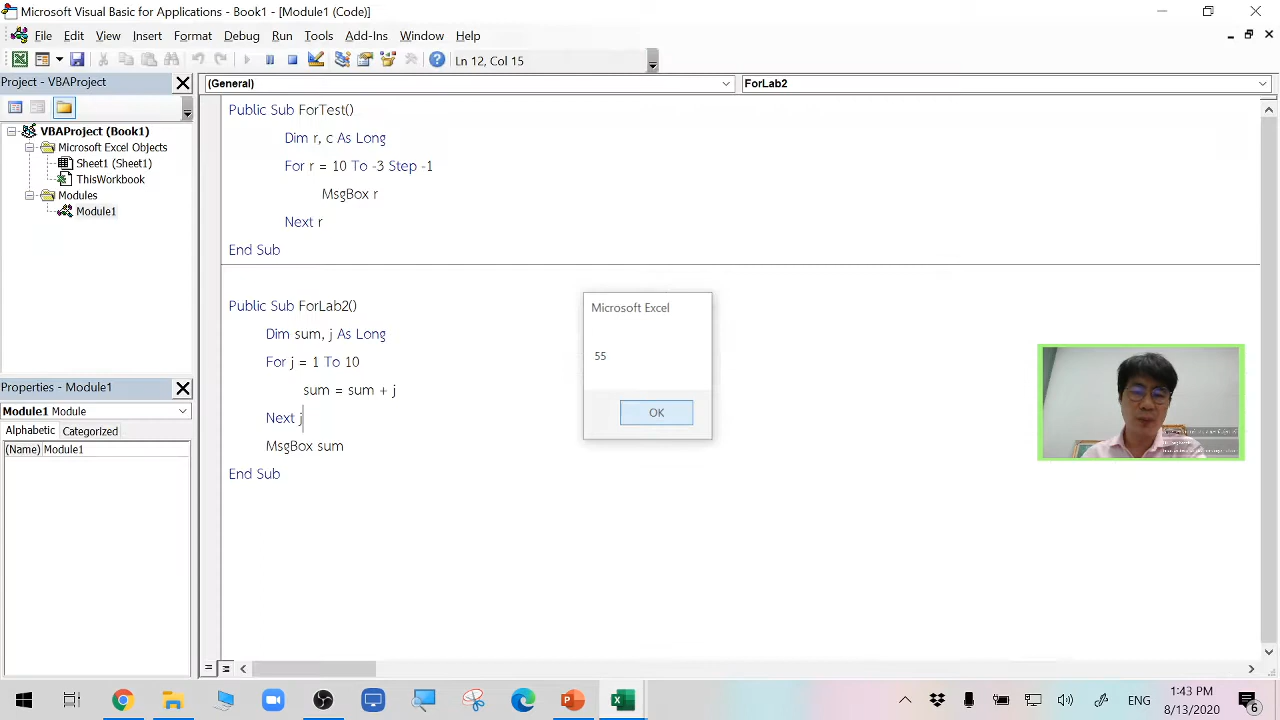 Microsoft Visual Basic for Applications - Book1 - [Module1 (Code)]
File Edit View Insert Format Debug Run Tools Add-Ins Window Help
Ln 12, Col 15
Project - VBAProject
(General)
ForLab2
VBAProject (Book1)
Microsoft Excel Objects
Sheet1 (Sheet1)
ThisWorkbook
Modules
Module1
Public Sub ForTest()
Dim r, c As Long
For r = 10 To -3 Step -1
MsgBox r
Next r
End Sub
Public Sub ForLab2()
Dim sum, j As Long
For j = 1 To 10
sum = sum + j
Next j
MsgBox sum
End Sub
Microsoft Excel
55
OK
Properties - Module1
Module1 Module
Alphabetic Categorized
(Name) Module1
ENG
1:43 PM
8/13/2020
6